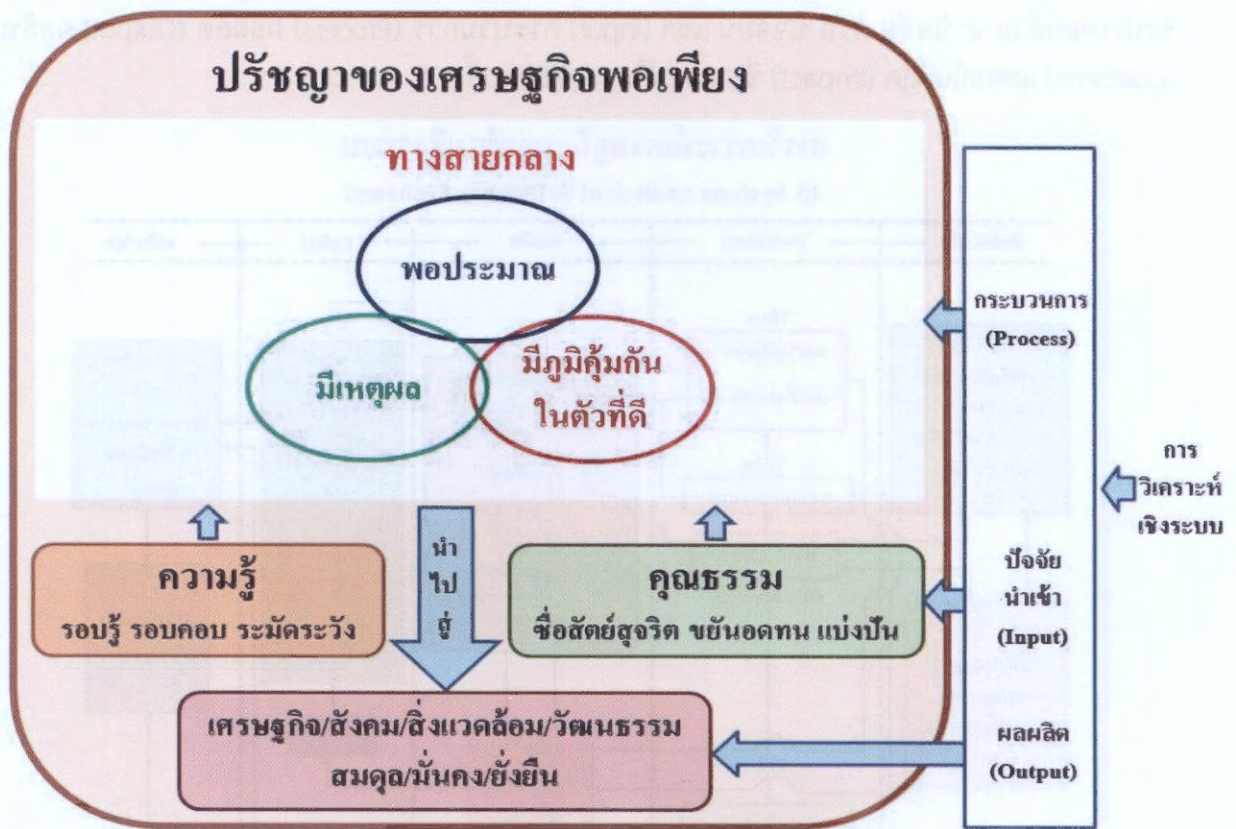 ปรัชญาของเศรษฐกิจพอเพียง
ทางสายกลาง
พอประมาณ
มีเหตุผล
มีภูมิคุ้มกัน
ในตัวที่ดี
ความรู้
รอบรู้ รอบคอบ ระมัดระวัง
นำ
ไป
สู่
คุณธรรม
ซื่อสัตย์สุจริต ขยันอดทน แบ่งปัน
เศรษฐกิจ/สังคม/สิ่งแวดล้อม/วัฒนธรรม
สมดุล/มั่นคง/ยั่งยืน
กระบวนการ
(Process)
ปัจจัย
นำเข้า
(Input)
ผลผลิต
(Output)
การ
วิเคราะห์
เชิงระบบ